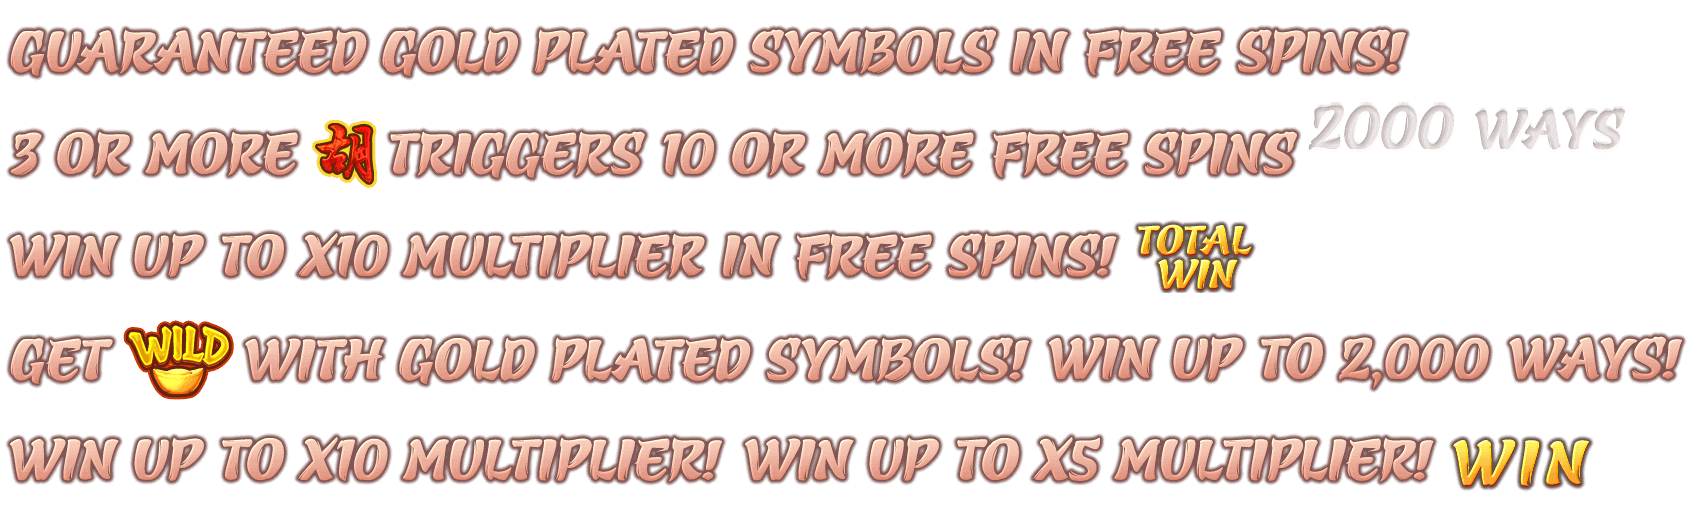 GUARANTEED GOLD PLATED SYMBOLS IN FREE SPINS!
3 OR MORE 胡 TRIGGERS 10 OR MORE FREE SPINS
2000 WAYS
WIN UP TO X10 MULTIPLIER IN FREE SPINS!
TOTAL
WIN
GET WILD WITH GOLD PLATED SYMBOLS!
WIN UP TO 2,000 WAYS!
WIN UP TO X10 MULTIPLIER!
WIN UP TO X5 MULTIPLIER!
WIN